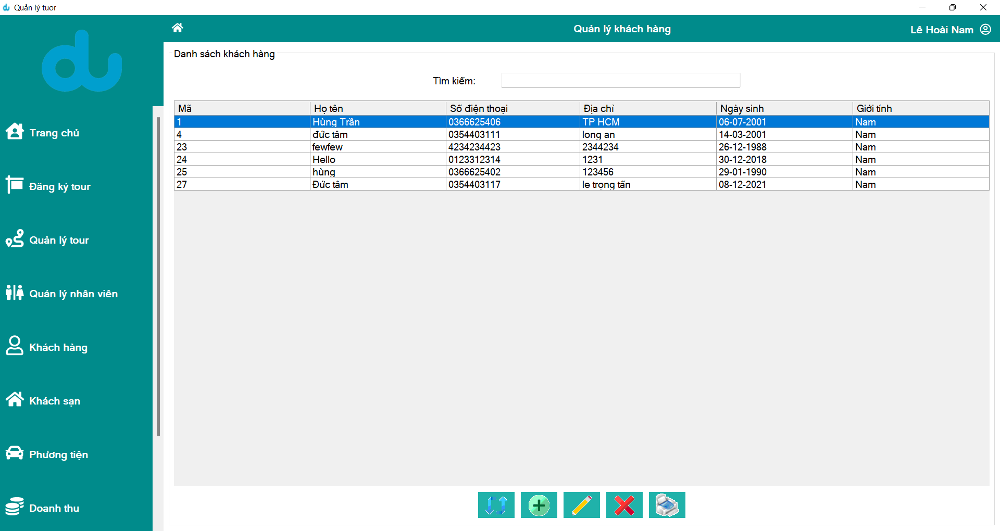 Quản lý tuor
Quản lý khách hàng
Lê Hoài Nam
Trang chủ
Đăng ký tour
Quản lý tour
Quản lý nhân viên
Khách hàng
Khách sạn
Phương tiện
Doanh thu
Danh sách khách hàng
Tìm kiếm:
Mã Họ tên Số điện thoại Địa chỉ Ngày sinh Giới tính
1 Hùng Trần 0366625406 TP HCM 06-07-2001 Nam
4 đức tâm 0354403111 long an 14-03-2001 Nam
23 fewfew 4234234423 2344234 26-12-1988 Nam
24 Hello 0123312314 1231 30-12-2018 Nam
25 hùng 0366625402 123456 29-01-1990 Nam
27 Đức tâm 0354403117 le trọng tấn 08-12-2021 Nam